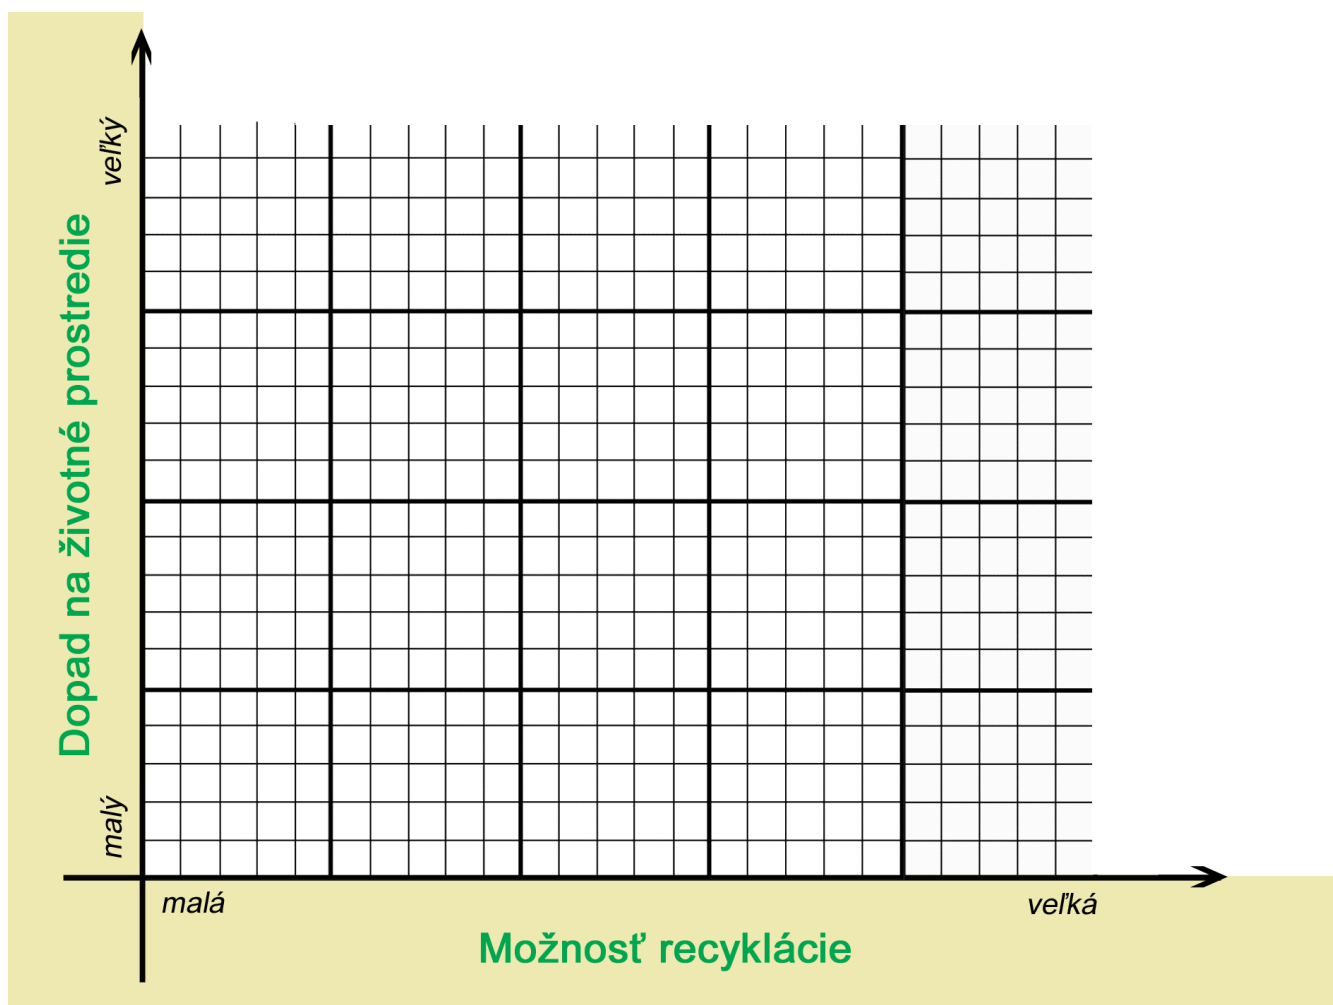 veľký
Dopad na životné prostredie
malý
malá
veľká
Možnosť recyklácie